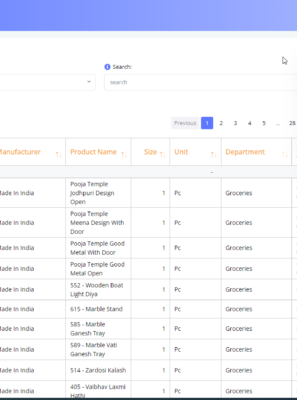 Search:
search
Previous 1 2 3 4 5 ... 28
Manufacturer Product Name Size Unit Department
-
Made In India Pooja Temple Jodhpuri Design Open 1 Pc Groceries
Made In India Pooja Temple Meena Design With Door 1 Pc Groceries
Made In India Pooja Temple Good Metal With Door 1 Pc Groceries
Made In India Pooja Temple Good Metal Open 1 Pc Groceries
Made In India 552 - Wooden Boat Light Diya 1 Pc Groceries
Made In India 615 - Marble Stand 1 Pc Groceries
Made In India 585 - Marble Ganesh Tray 1 Pc Groceries
Made In India 589 - Marble Vati Ganesh Tray 1 Pc Groceries
Made In India 514 - Zardosi Kalash 1 Pc Groceries
Made In India 405 - Vaibhav Laxmi 1 Pc Groceries